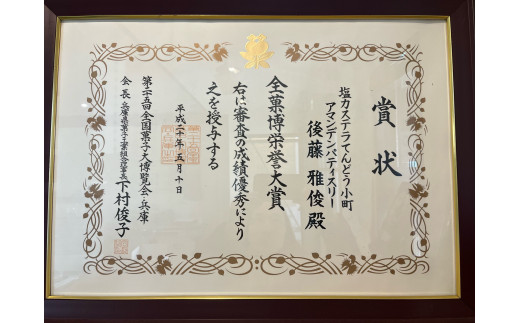 賞状
塩カステラてんどう小町
アマンデンパティスリー
後藤雅俊殿
全菓博栄誉大賞
右は審査の成績優秀により
之を授与する
平成二十年五月十日
第二十五回全国菓子大博覧会・兵庫
会長 兵庫県菓子工業組合理事長 下村俊子